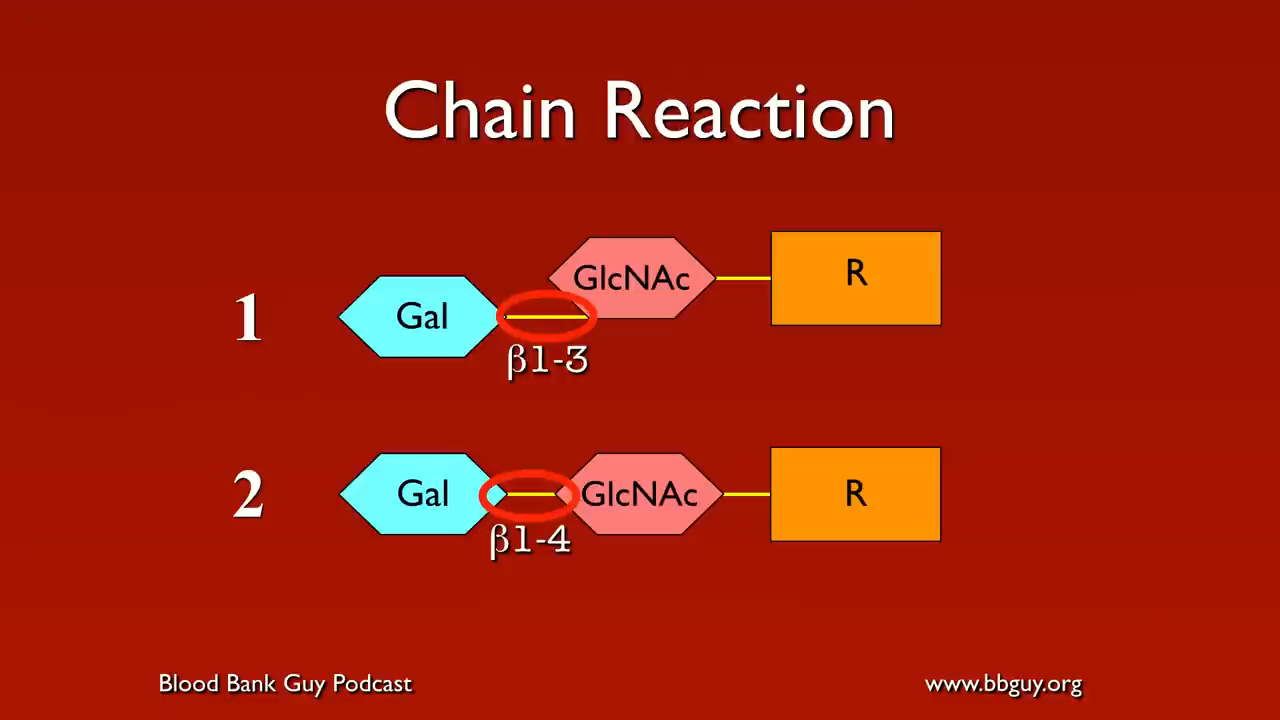 Chain Reaction
1
Gal
GlcNAc
R
β1-3
2
Gal
GlcNAc
R
β1-4
Blood Bank Guy Podcast
www.bbguy.org